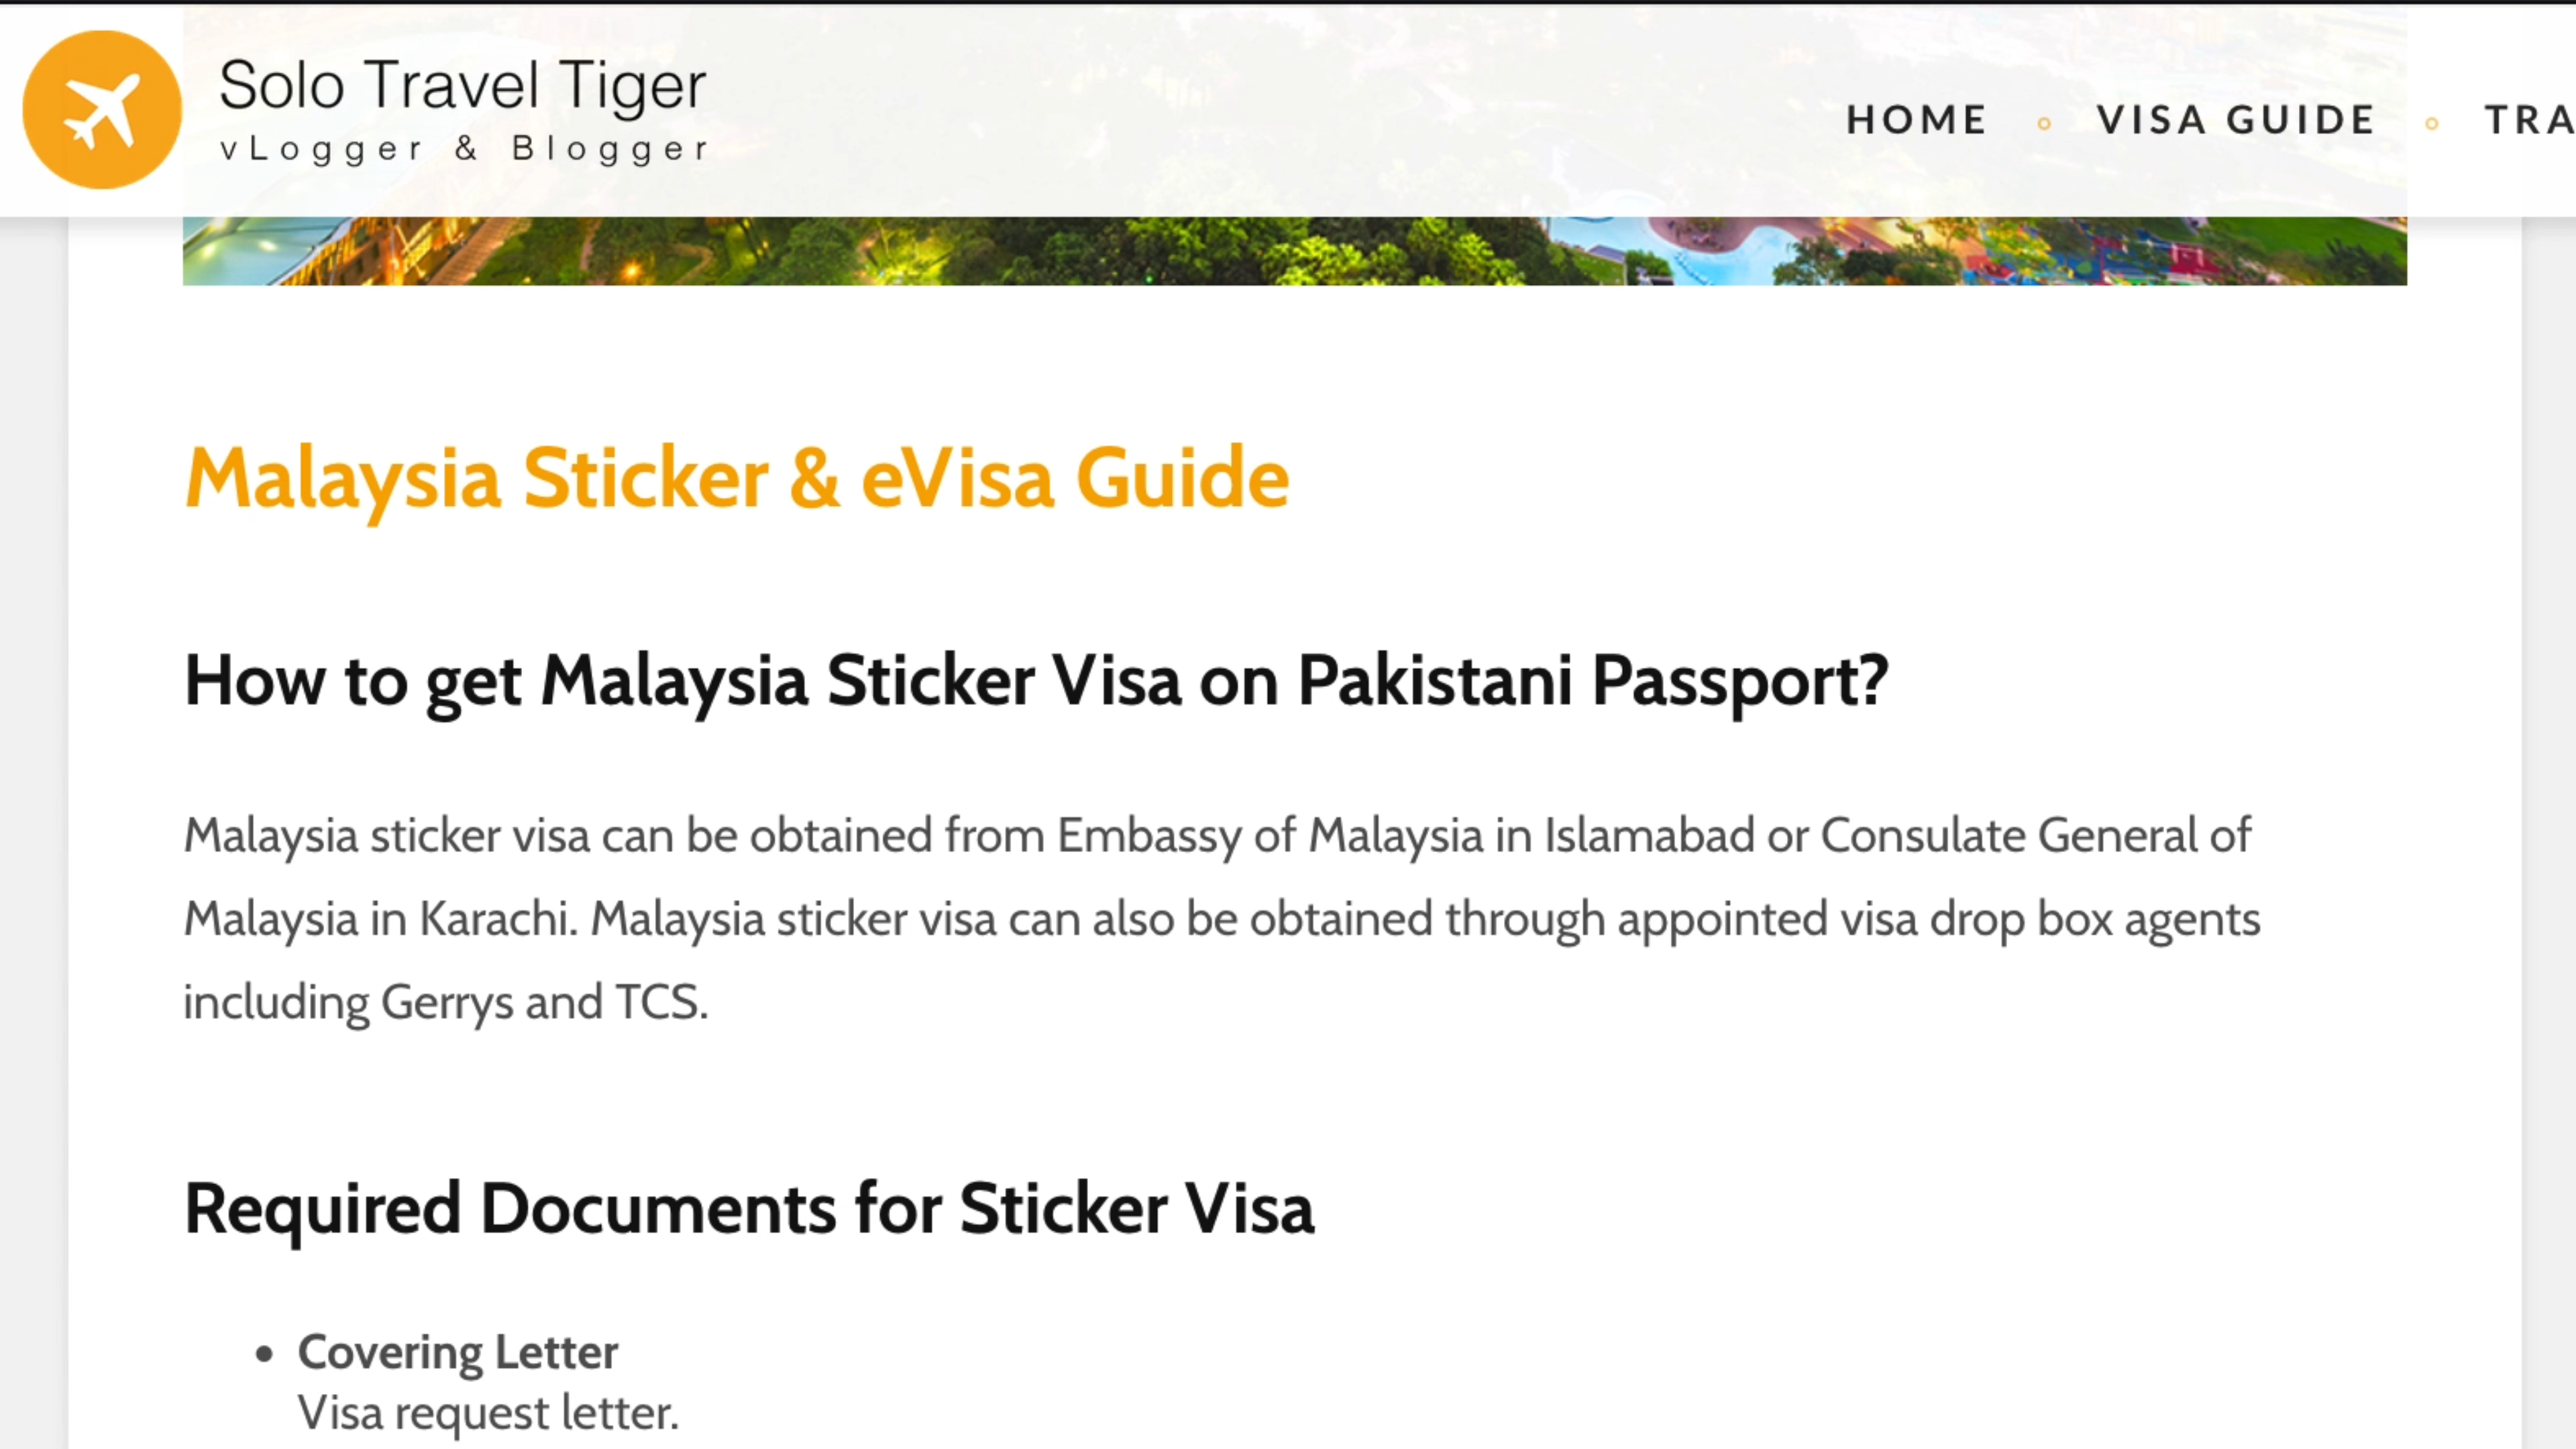 Solo Travel Tiger
vLogger & Blogger
HOME
VISA GUIDE
TRA
Malaysia Sticker & eVisa Guide
How to get Malaysia Sticker Visa on Pakistani Passport?
Malaysia sticker visa can be obtained from Embassy of Malaysia in Islamabad or Consulate General of
Malaysia in Karachi. Malaysia sticker visa can also be obtained through appointed visa drop box agents
including Gerrys and TCS.
Required Documents for Sticker Visa
• Covering Letter
Visa request letter.